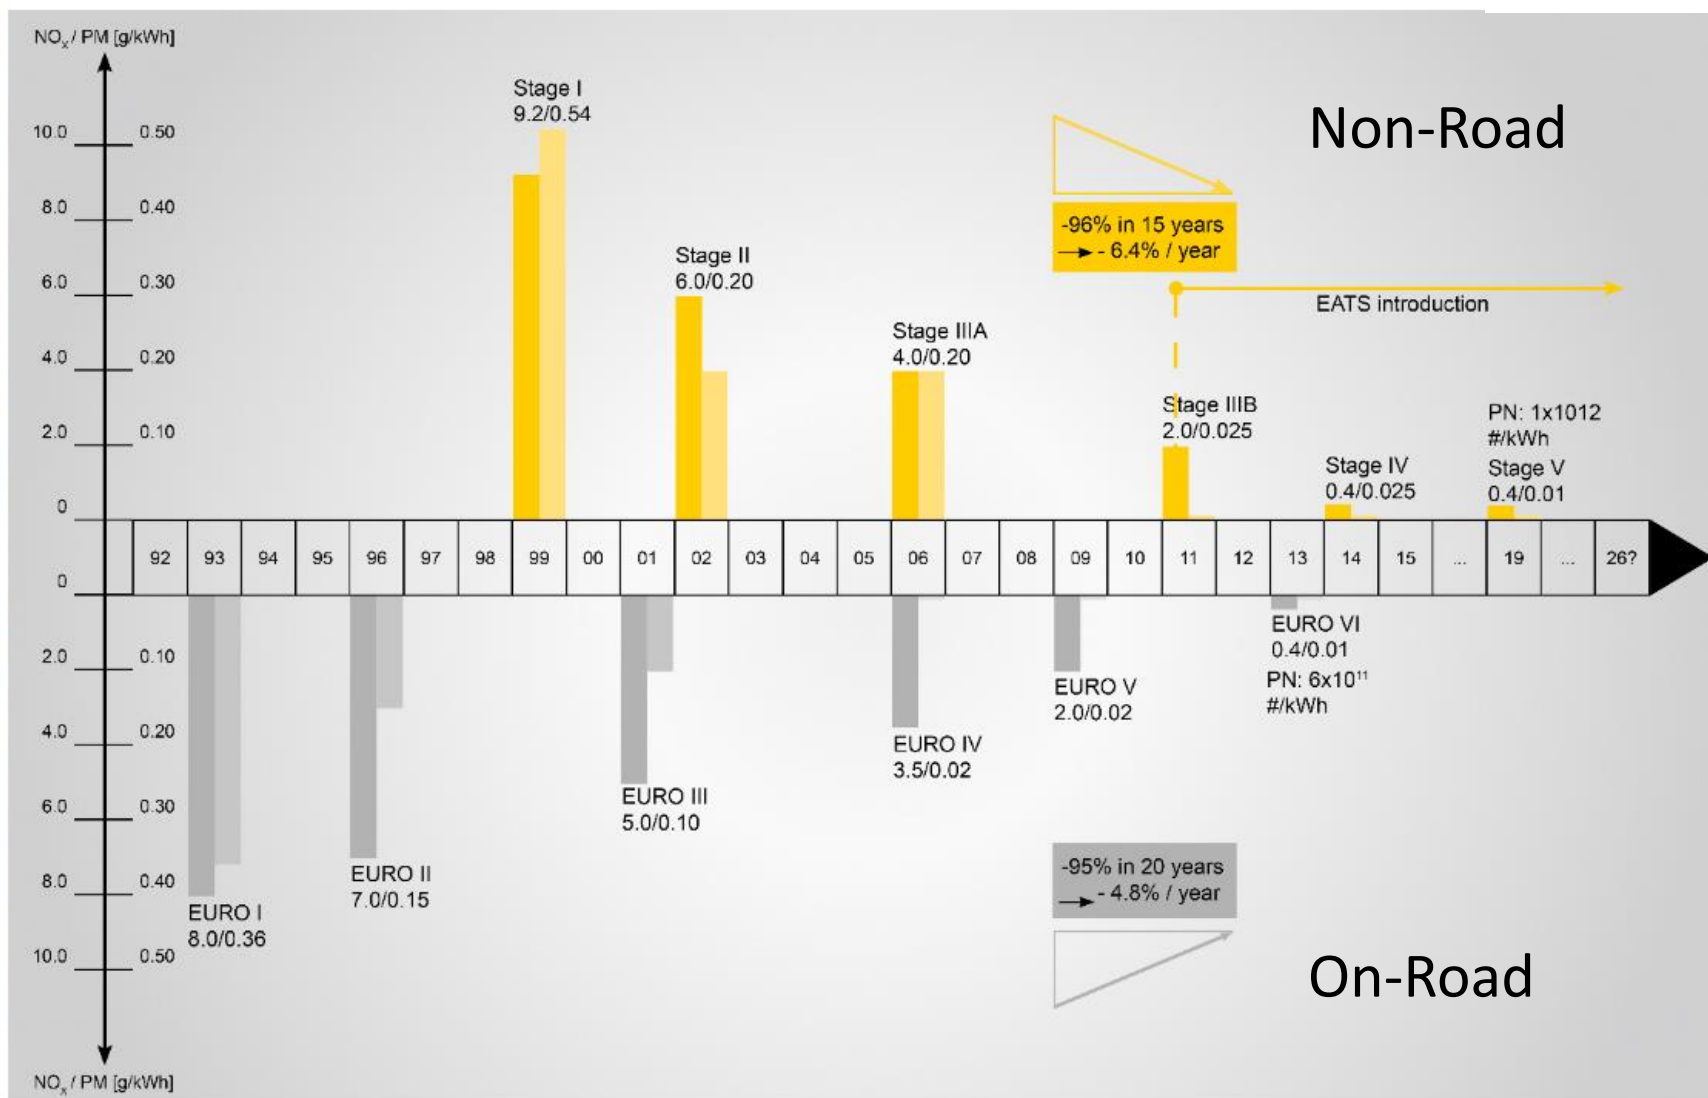 NOₓ / PM [g/kWh]
Non-Road
Stage I
9.2/0.54
10.0 0.50
8.0 0.40
6.0 0.30
4.0 0.20
2.0 0.10
0
-96% in 15 years
- 6.4% / year
Stage II
6.0/0.20
EATS introduction
Stage IIIA
4.0/0.20
Stage IIIB
2.0/0.025
Stage IV
0.4/0.025
PN: 1x1012
#/kWh
Stage V
0.4/0.01
92 93 94 95 96 97 98 99 00 01 02 03 04 05 06 07 08 09 10 11 12 13 14 15 ... 19 ... 26?
0
2.0 0.10
4.0 0.20
6.0 0.30
8.0 0.40
10.0 0.50
EURO I
8.0/0.36
EURO II
7.0/0.15
EURO III
5.0/0.10
EURO IV
3.5/0.02
EURO V
2.0/0.02
EURO VI
0.4/0.01
PN: 6x10¹¹
#/kWh
-95% in 20 years
- 4.8% / year
On-Road
NOₓ / PM [g/kWh]